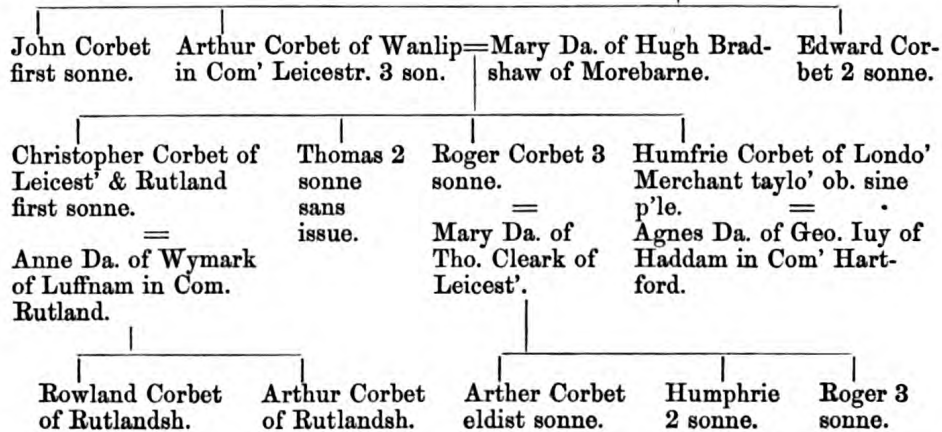 John Corbet
first sonne.
Arthur Corbet of Wanlip=Mary Da. of Hugh Brad-
in Com' Leicestr. 3 son. shaw of Morebarne.
Edward Cor-
bet 2 sonne.
Christopher Corbet of
Leicest' & Rutland
first sonne.
=
Anne Da. of Wymark
of Luffnam in Com.
Rutland.
Thomas 2
sonne
sans
issue.
Roger Corbet 3
sonne.
=
Mary Da. of
Tho. Cleark of
Leicest'.
Humfrie Corbet of Londo'
Merchant taylo' ob. sine
p'le. =
Agnes Da. of Geo. Iuy of
Haddam in Com' Hart-
ford.
Rowland Corbet
of Rutlandsh.
Arthur Corbet
of Rutlandsh.
Arther Corbet
eldist sonne.
Humphrie
2 sonne.
Roger 3
sonne.